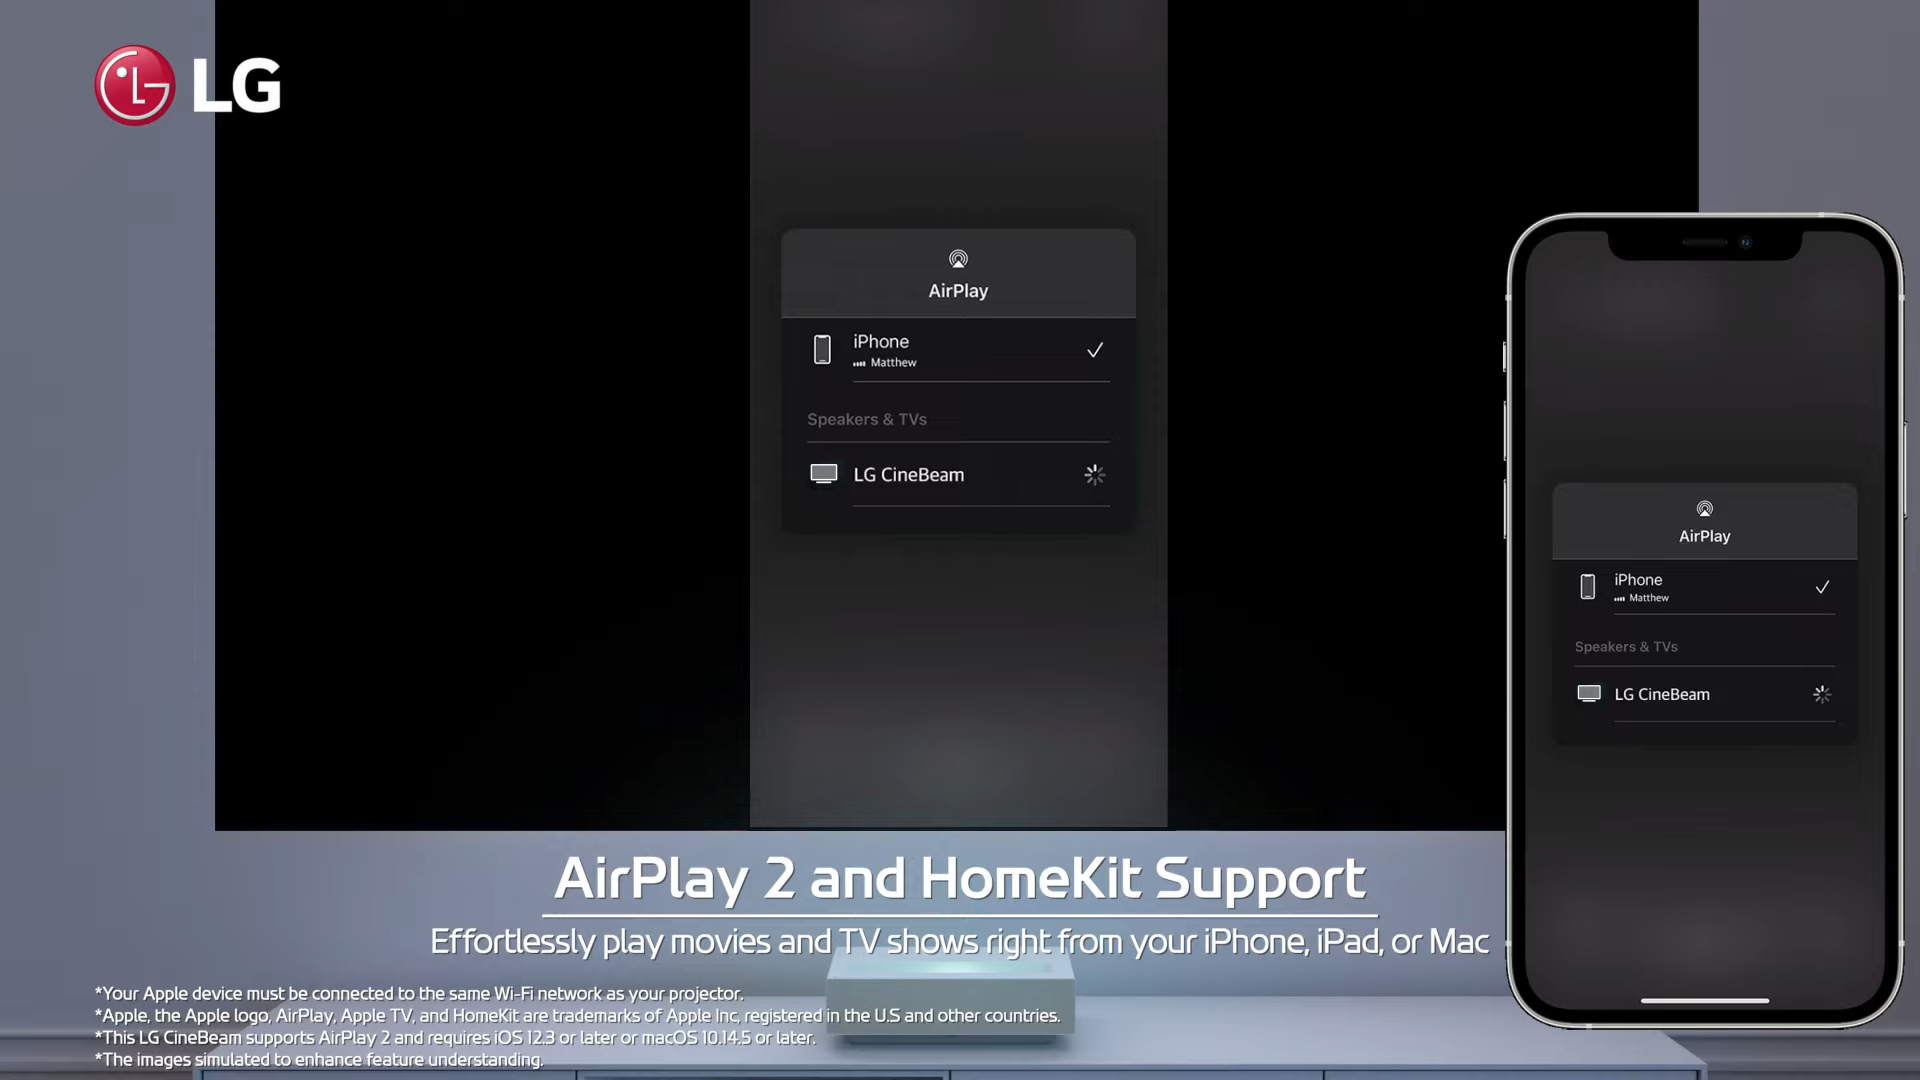 LG
AirPlay
iPhone
Matthew
Speakers & TVs
LG CineBeam
AirPlay
iPhone
Matthew
Speakers & TVs
LG CineBeam
AirPlay 2 and HomeKit Support
Effortlessly play movies and TV shows right from your iPhone, iPad, or Mac
*Your Apple device must be connected to the same Wi-Fi network as your projector.
*Apple, the Apple logo, AirPlay, Apple TV, and HomeKit are trademarks of Apple Inc, registered in the U.S and other countries.
*This LG CineBeam supports AirPlay 2 and requires iOS 12.3 or later or macOS 10.14.5 or later.
*The images simulated to enhance feature understanding.